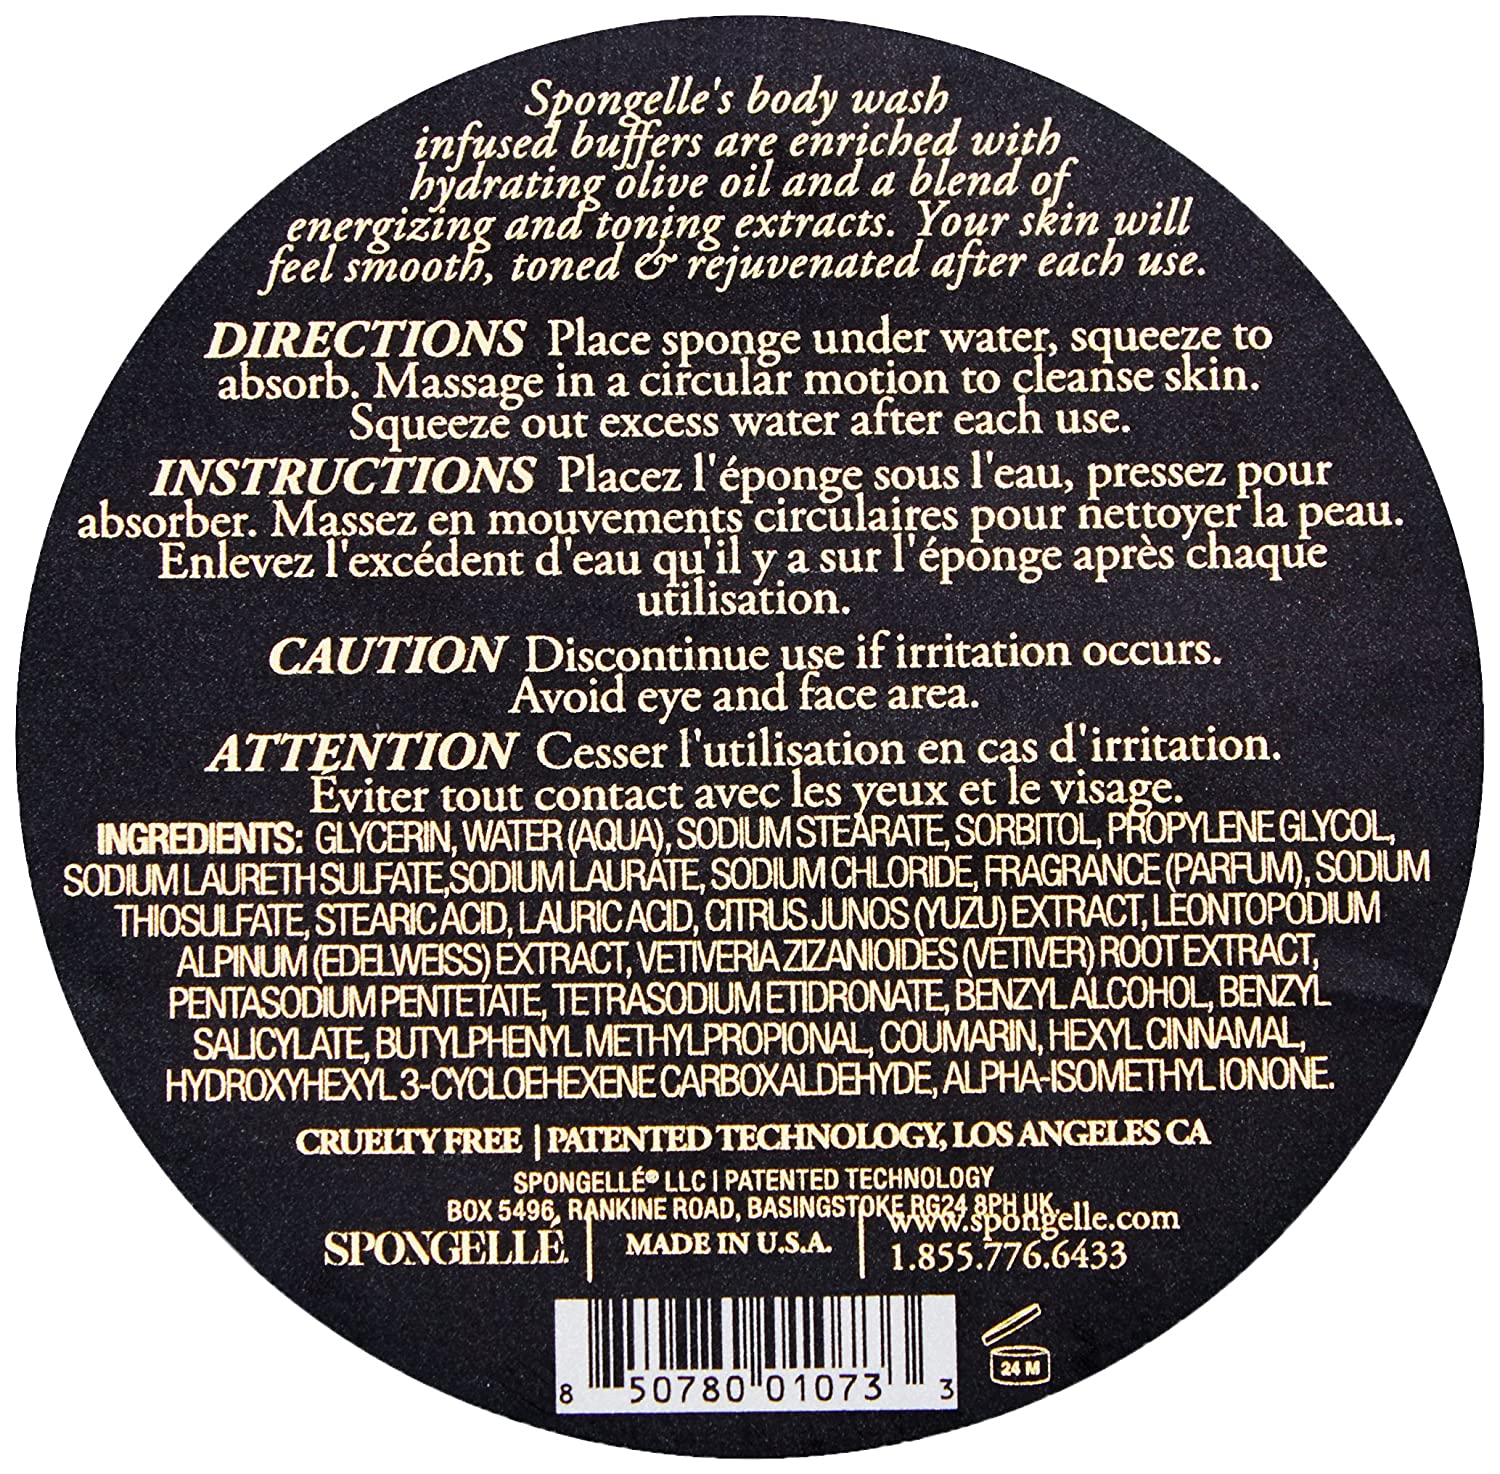 Spongelle's body wash
infused buffers are enriched with
hydrating olive oil and a blend of
energizing and toning extracts. Your skin will
feel smooth, toned & rejuvenated after each use.
DIRECTIONS Place sponge under water, squeeze to
absorb. Massage in a circular motion to cleanse skin.
Squeeze out excess water after each use.
INSTRUCTIONS Placez l'éponge sous l'eau, pressez pour
absorber. Massez en mouvements circulaires pour nettoyer la peau.
Enlevez l'excédent d'eau qu'il y a sur l'éponge après chaque
utilisation.
CAUTION Discontinue use if irritation occurs.
Avoid eye and face area.
ATTENTION Cesser l'utilisation en cas d'irritation.
Éviter tout contact avec les yeux et le visage.
INGREDIENTS: GLYCERIN, WATER (AQUA), SODIUM STEARATE, SORBITOL, PROPYLENE GLYCOL,
SODIUM LAURETH SULFATE,SODIUM LAURATE, SODIUM CHLORIDE, FRAGRANCE (PARFUM), SODIUM
THIOSULFATE, STEARIC ACID, LAURIC ACID, CITRUS JUNOS (YUZU) EXTRACT, LEONTOPODIUM
ALPINUM (EDELWEISS) EXTRACT, VETIVERIA ZIZANIOIDES (VETIVER) ROOT EXTRACT,
PENTASODIUM PENTETATE, TETRASODIUM ETIDRONATE, BENZYL ALCOHOL, BENZYL
SALICYLATE, BUTYLPHENYL METHYLPROPIONAL, COUMARIN, HEXYL CINNAMAL,
HYDROXYHEXYL 3-CYCLOEHEXENE CARBOXALDEHYDE, ALPHA-ISOMETHYL IONONE.
CRUELTY FREE | PATENTED TECHNOLOGY, LOS ANGELES CA
SPONGELLÉ® LLC | PATENTED TECHNOLOGY
BOX 5496, RANKINE ROAD, BASINGSTOKE RG24 8PH UK.
SPONGELLÉ | MADE IN U.S.A. | www.spongelle.com
1.855.776.6433
8 50780 01073 3
24 M